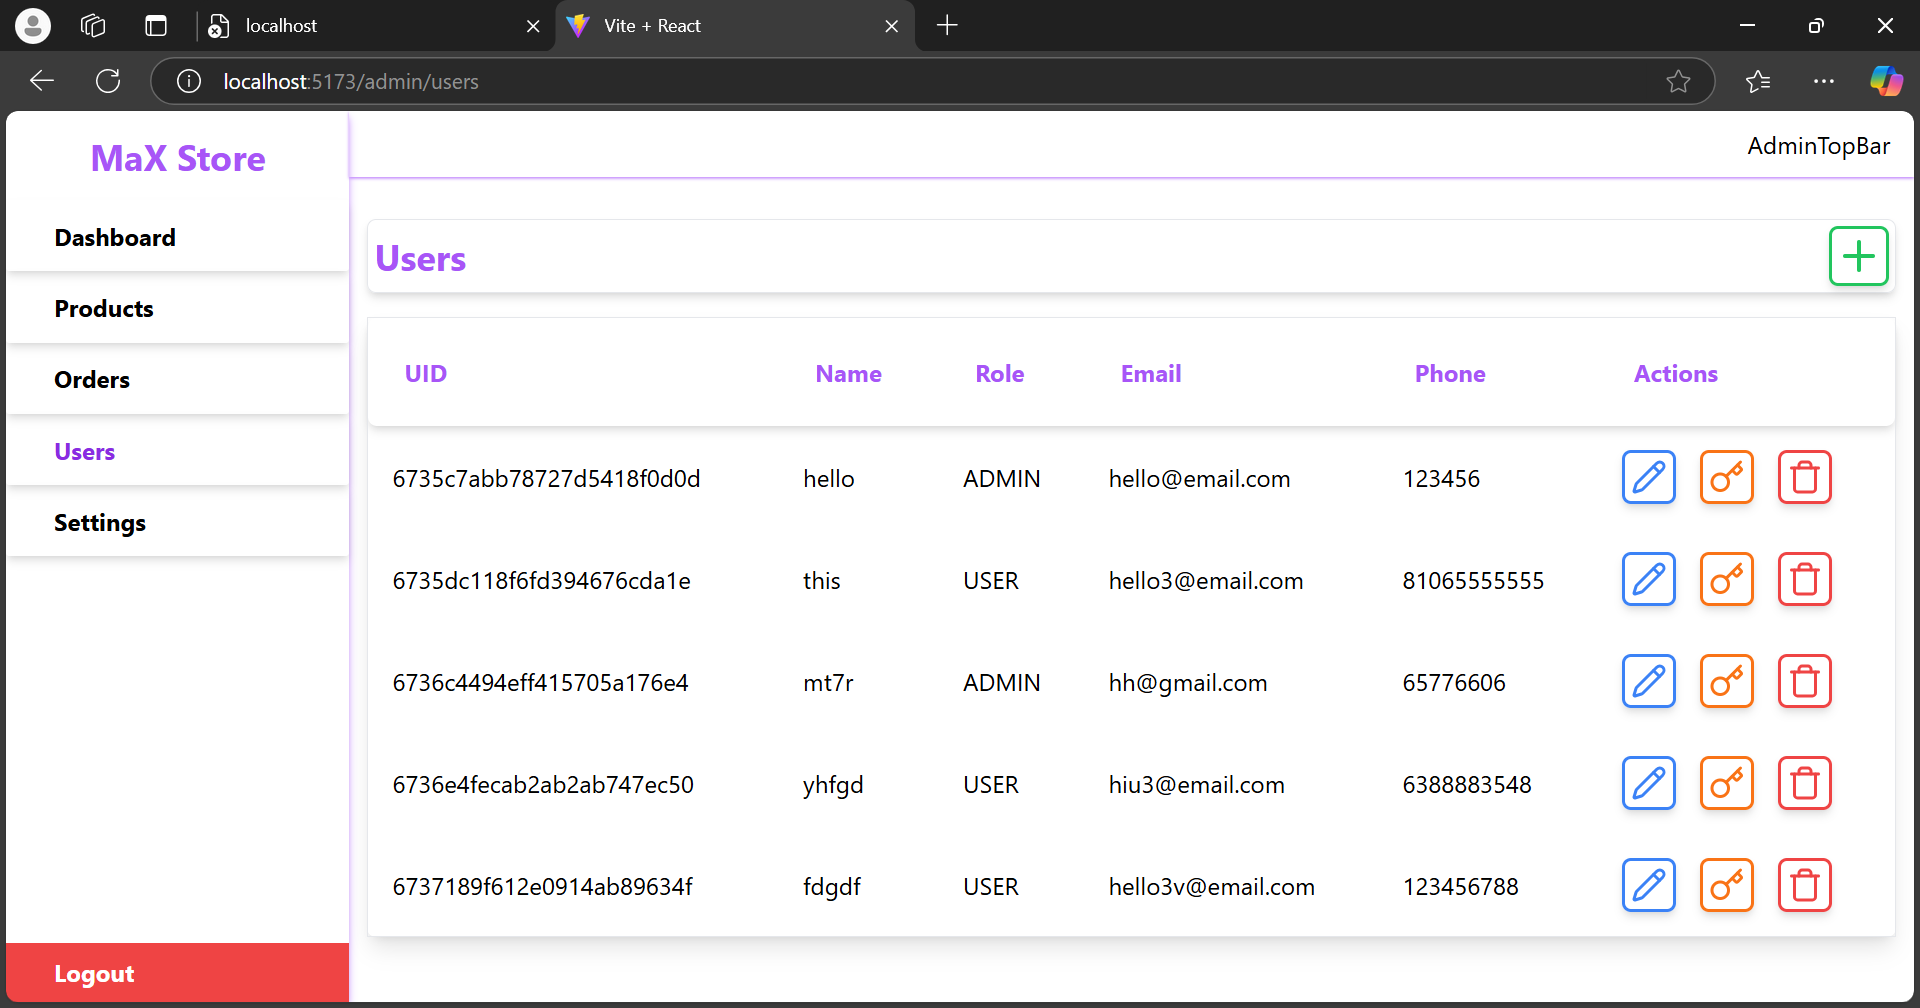 localhost
Vite + React
localhost:5173/admin/users
MaX Store
AdminTopBar
Dashboard
Products
Orders
Users
Settings
Logout
Users
UID Name Role Email Phone Actions
6735c7abb78727d5418f0d0d hello ADMIN hello@email.com 123456
6735dc118f6fd394676cda1e this USER hello3@email.com 81065555555
6736c4494eff415705a176e4 mt7r ADMIN hh@gmail.com 65776606
6736e4fecab2ab2ab747ec50 yhfgd USER hiu3@email.com 6388883548
6737189f612e0914ab89634f fdgdf USER hello3v@email.com 123456788